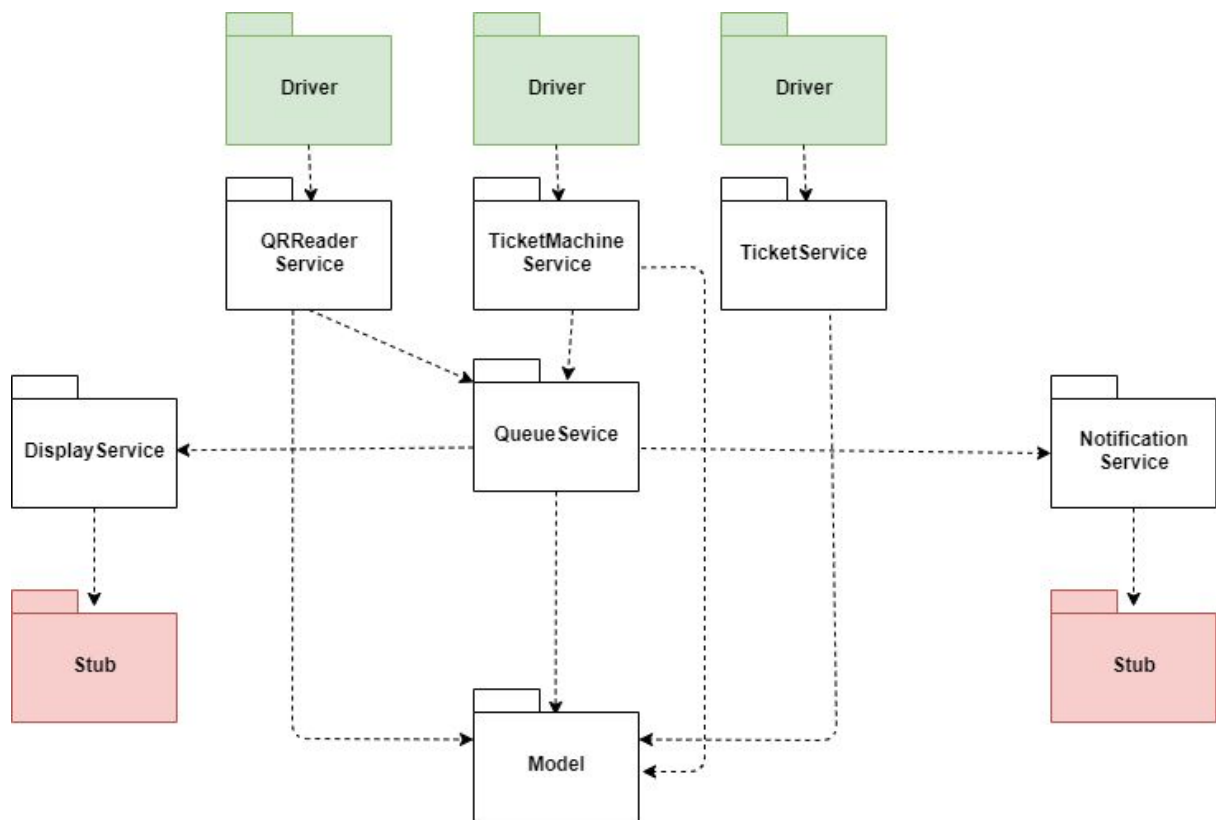 Driver
Driver
Driver
QRReader
Service
TicketMachine
Service
TicketService
DisplayService
QueueSevice
Notification
Service
Stub
Stub
Model